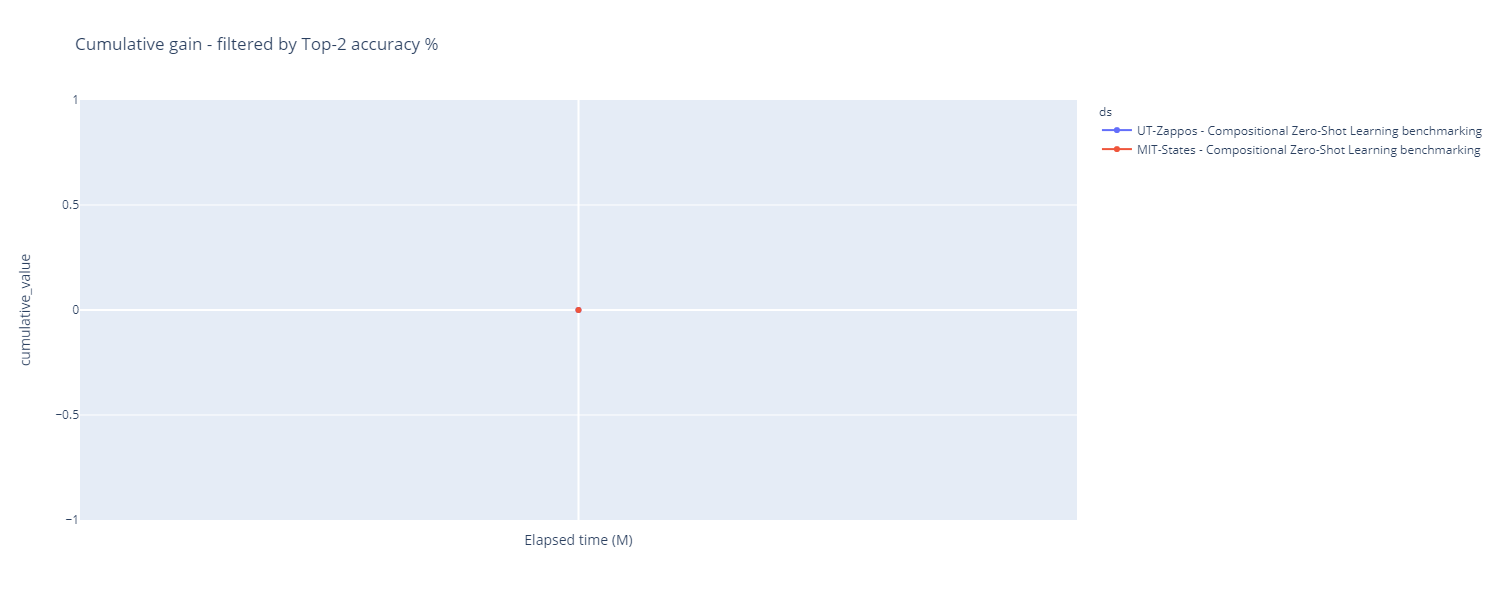 Cumulative gain - filtered by Top-2 accuracy %
1
0.5
0
−0.5
−1
cumulative_value
Elapsed time (M)
ds
UT-Zappos - Compositional Zero-Shot Learning benchmarking
MIT-States - Compositional Zero-Shot Learning benchmarking